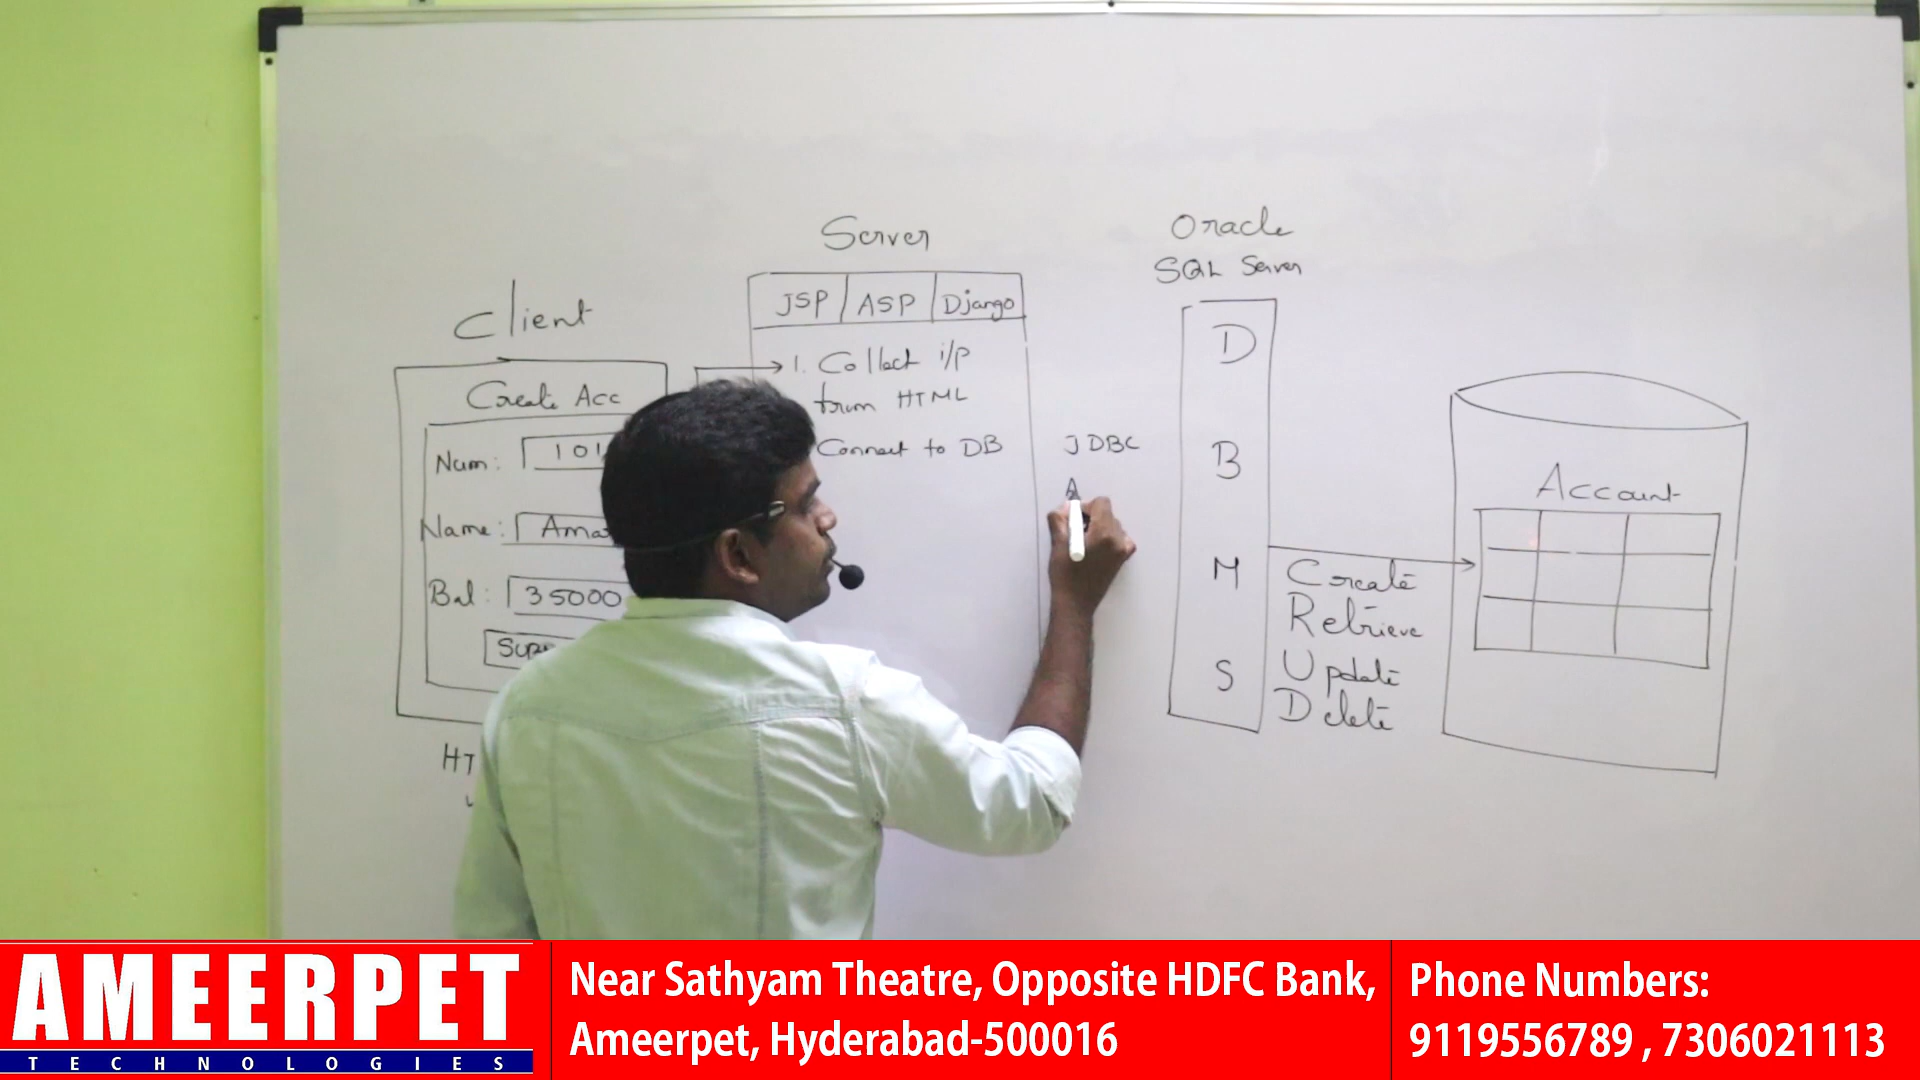 Client
Create Acc
Num: 101
Name:
Bal: 35000
Server
JSP ASP Django
1. Collect i/p
from HTML
Connect to DB
JDBC
A
Oracle
SQL Server
D
B
M
S
Create
Retrieve
Update
Delete
Account
AMEERPET
TECHNOLOGIES
Near Sathyam Theatre, Opposite HDFC Bank,
Ameerpet, Hyderabad-500016
Phone Numbers:
9119556789 , 7306021113